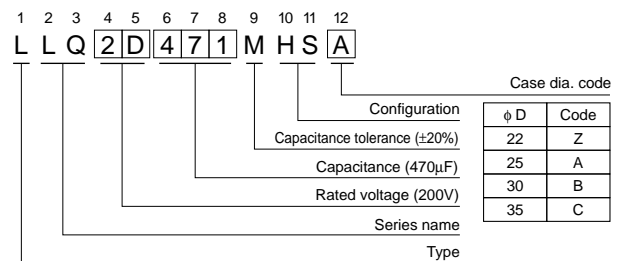 1 2 3 4 5 6 7 8 9 10 11 12
L L Q 2 D 4 7 1 M H S A
Case dia. code
Configuration
Capacitance tolerance (±20%)
Capacitance (470μF)
Rated voltage (200V)
Series name
Type
φ D Code
22 Z
25 A
30 B
35 C